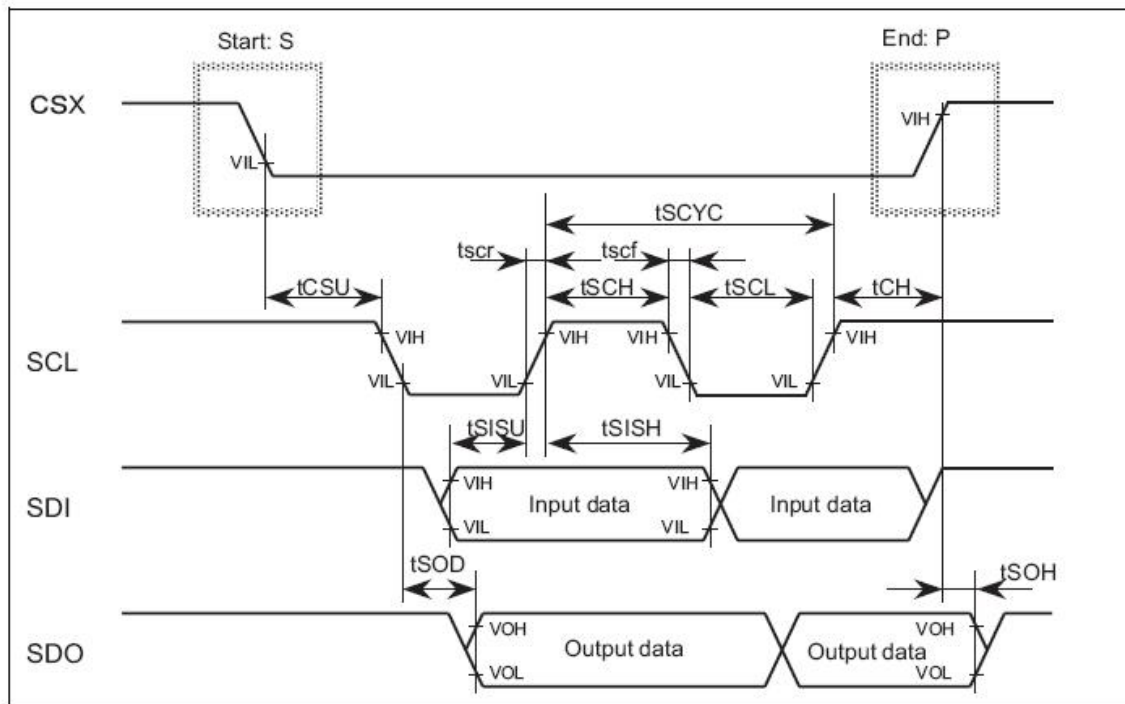 Start: S
End: P
CSX
VIH
VIL
tSCYC
tscr
tscf
tCSU
tSCH
tSCL
tCH
SCL
VIH
VIH
VIH
VIH
VIL
VIL
VIL
VIL
tSISU
tSISH
SDI
VIH
VIH
Input data
Input data
VIL
VIL
tSOD
tSOH
SDO
VOH
VOH
Output data
Output data
VOL
VOL